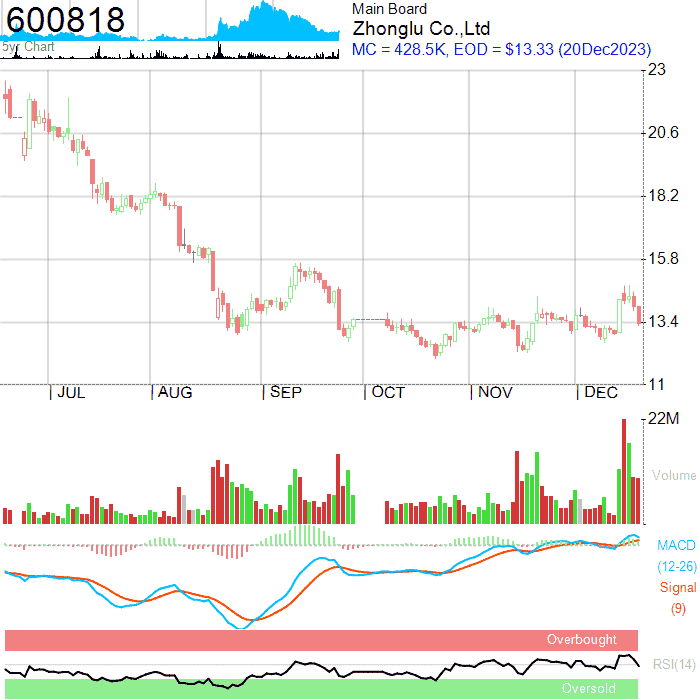 600818
5yr Chart
Main Board
Zhonglu Co.,Ltd
MC = 428.5K, EOD = $13.33 (20Dec2023)
23
20.6
18.2
15.8
13.4
11
JUL AUG SEP OCT NOV DEC
22M
Volume
MACD
(12-26)
Signal
(9)
Overbought
RSI(14)
Oversold